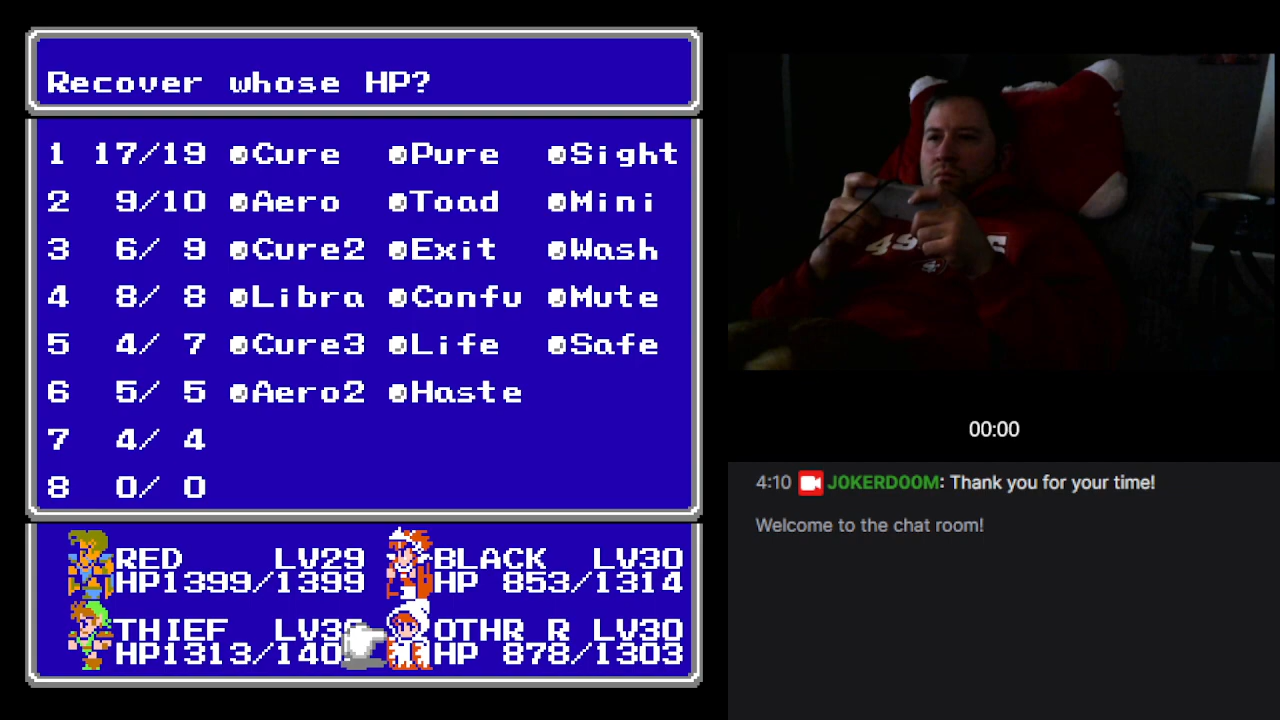 Recover whose HP?
1 17/19 Cure Pure Sight
2 9/10 Aero Toad Mini
3 6/ 9 Cure2 Exit Wash
4 8/ 8 Libra Confu Mute
5 4/ 7 Cure3 Life Safe
6 5/ 5 Aero2 Haste
7 4/ 4
8 0/ 0
RED LV29
HP1399/1399
BLACK LV30
HP 853/1314
THIEF
HP1313/
OTHR R LV30
HP 878/1303
49ERS
00:00
4:10 JOKERD00M: Thank you for your time!
Welcome to the chat room!